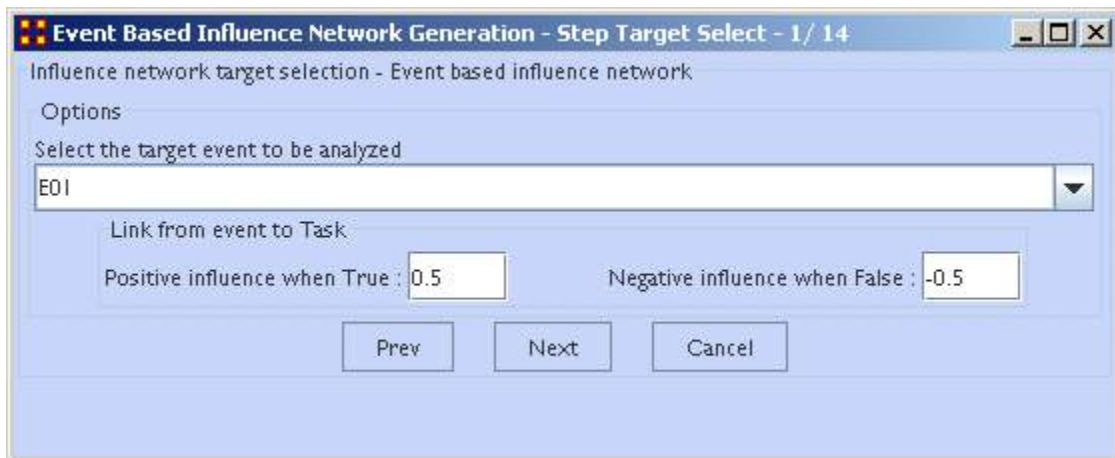 Event Based Influence Network Generation - Step Target Select - 1/ 14
Influence network target selection - Event based influence network
Options
Select the target event to be analyzed
E01
Link from event to Task
Positive influence when True : 0.5 Negative influence when False : -0.5
Prev Next Cancel